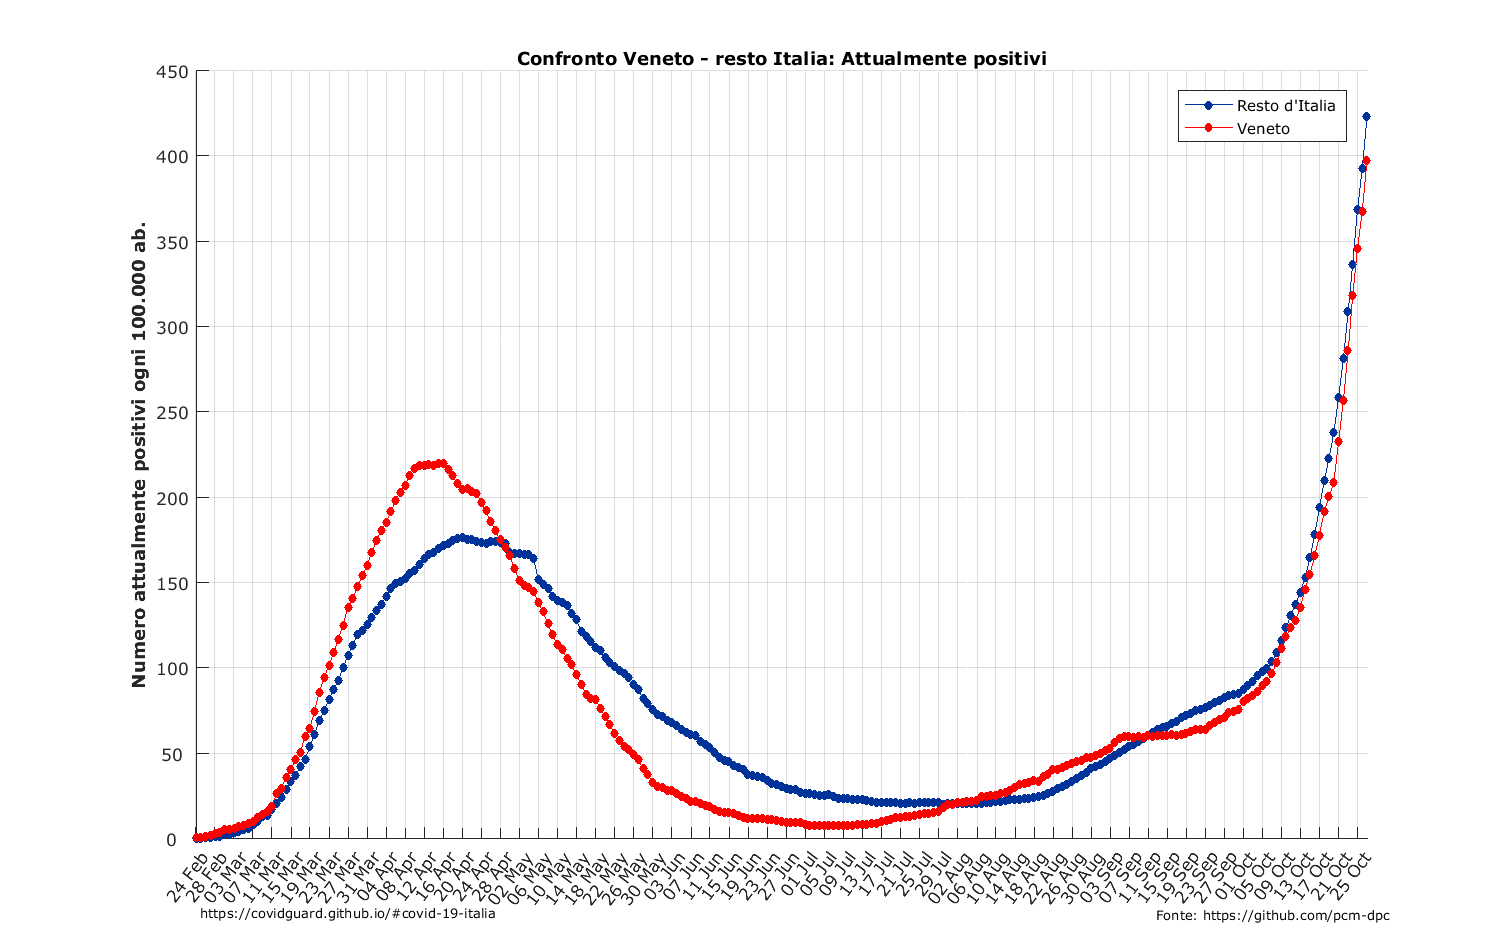 Confronto Veneto - resto Italia: Attualmente positivi
Resto d'Italia
Veneto
Numero attualmente positivi ogni 100.000 ab.
450
400
350
300
250
200
150
100
50
0
24 Feb
28 Feb
03 Mar
07 Mar
11 Mar
15 Mar
19 Mar
23 Mar
27 Mar
31 Mar
04 Apr
08 Apr
12 Apr
16 Apr
20 Apr
24 Apr
28 Apr
02 May
06 May
10 May
14 May
18 May
22 May
26 May
30 May
03 Jun
07 Jun
11 Jun
15 Jun
19 Jun
23 Jun
27 Jun
01 Jul
05 Jul
09 Jul
13 Jul
17 Jul
21 Jul
25 Jul
29 Jul
02 Aug
06 Aug
10 Aug
14 Aug
18 Aug
22 Aug
26 Aug
30 Aug
03 Sep
07 Sep
11 Sep
15 Sep
19 Sep
23 Sep
27 Sep
01 Oct
05 Oct
09 Oct
13 Oct
17 Oct
21 Oct
25 Oct
https://covidguard.github.io/#covid-19-italia
Fonte: https://github.com/pcm-dpc